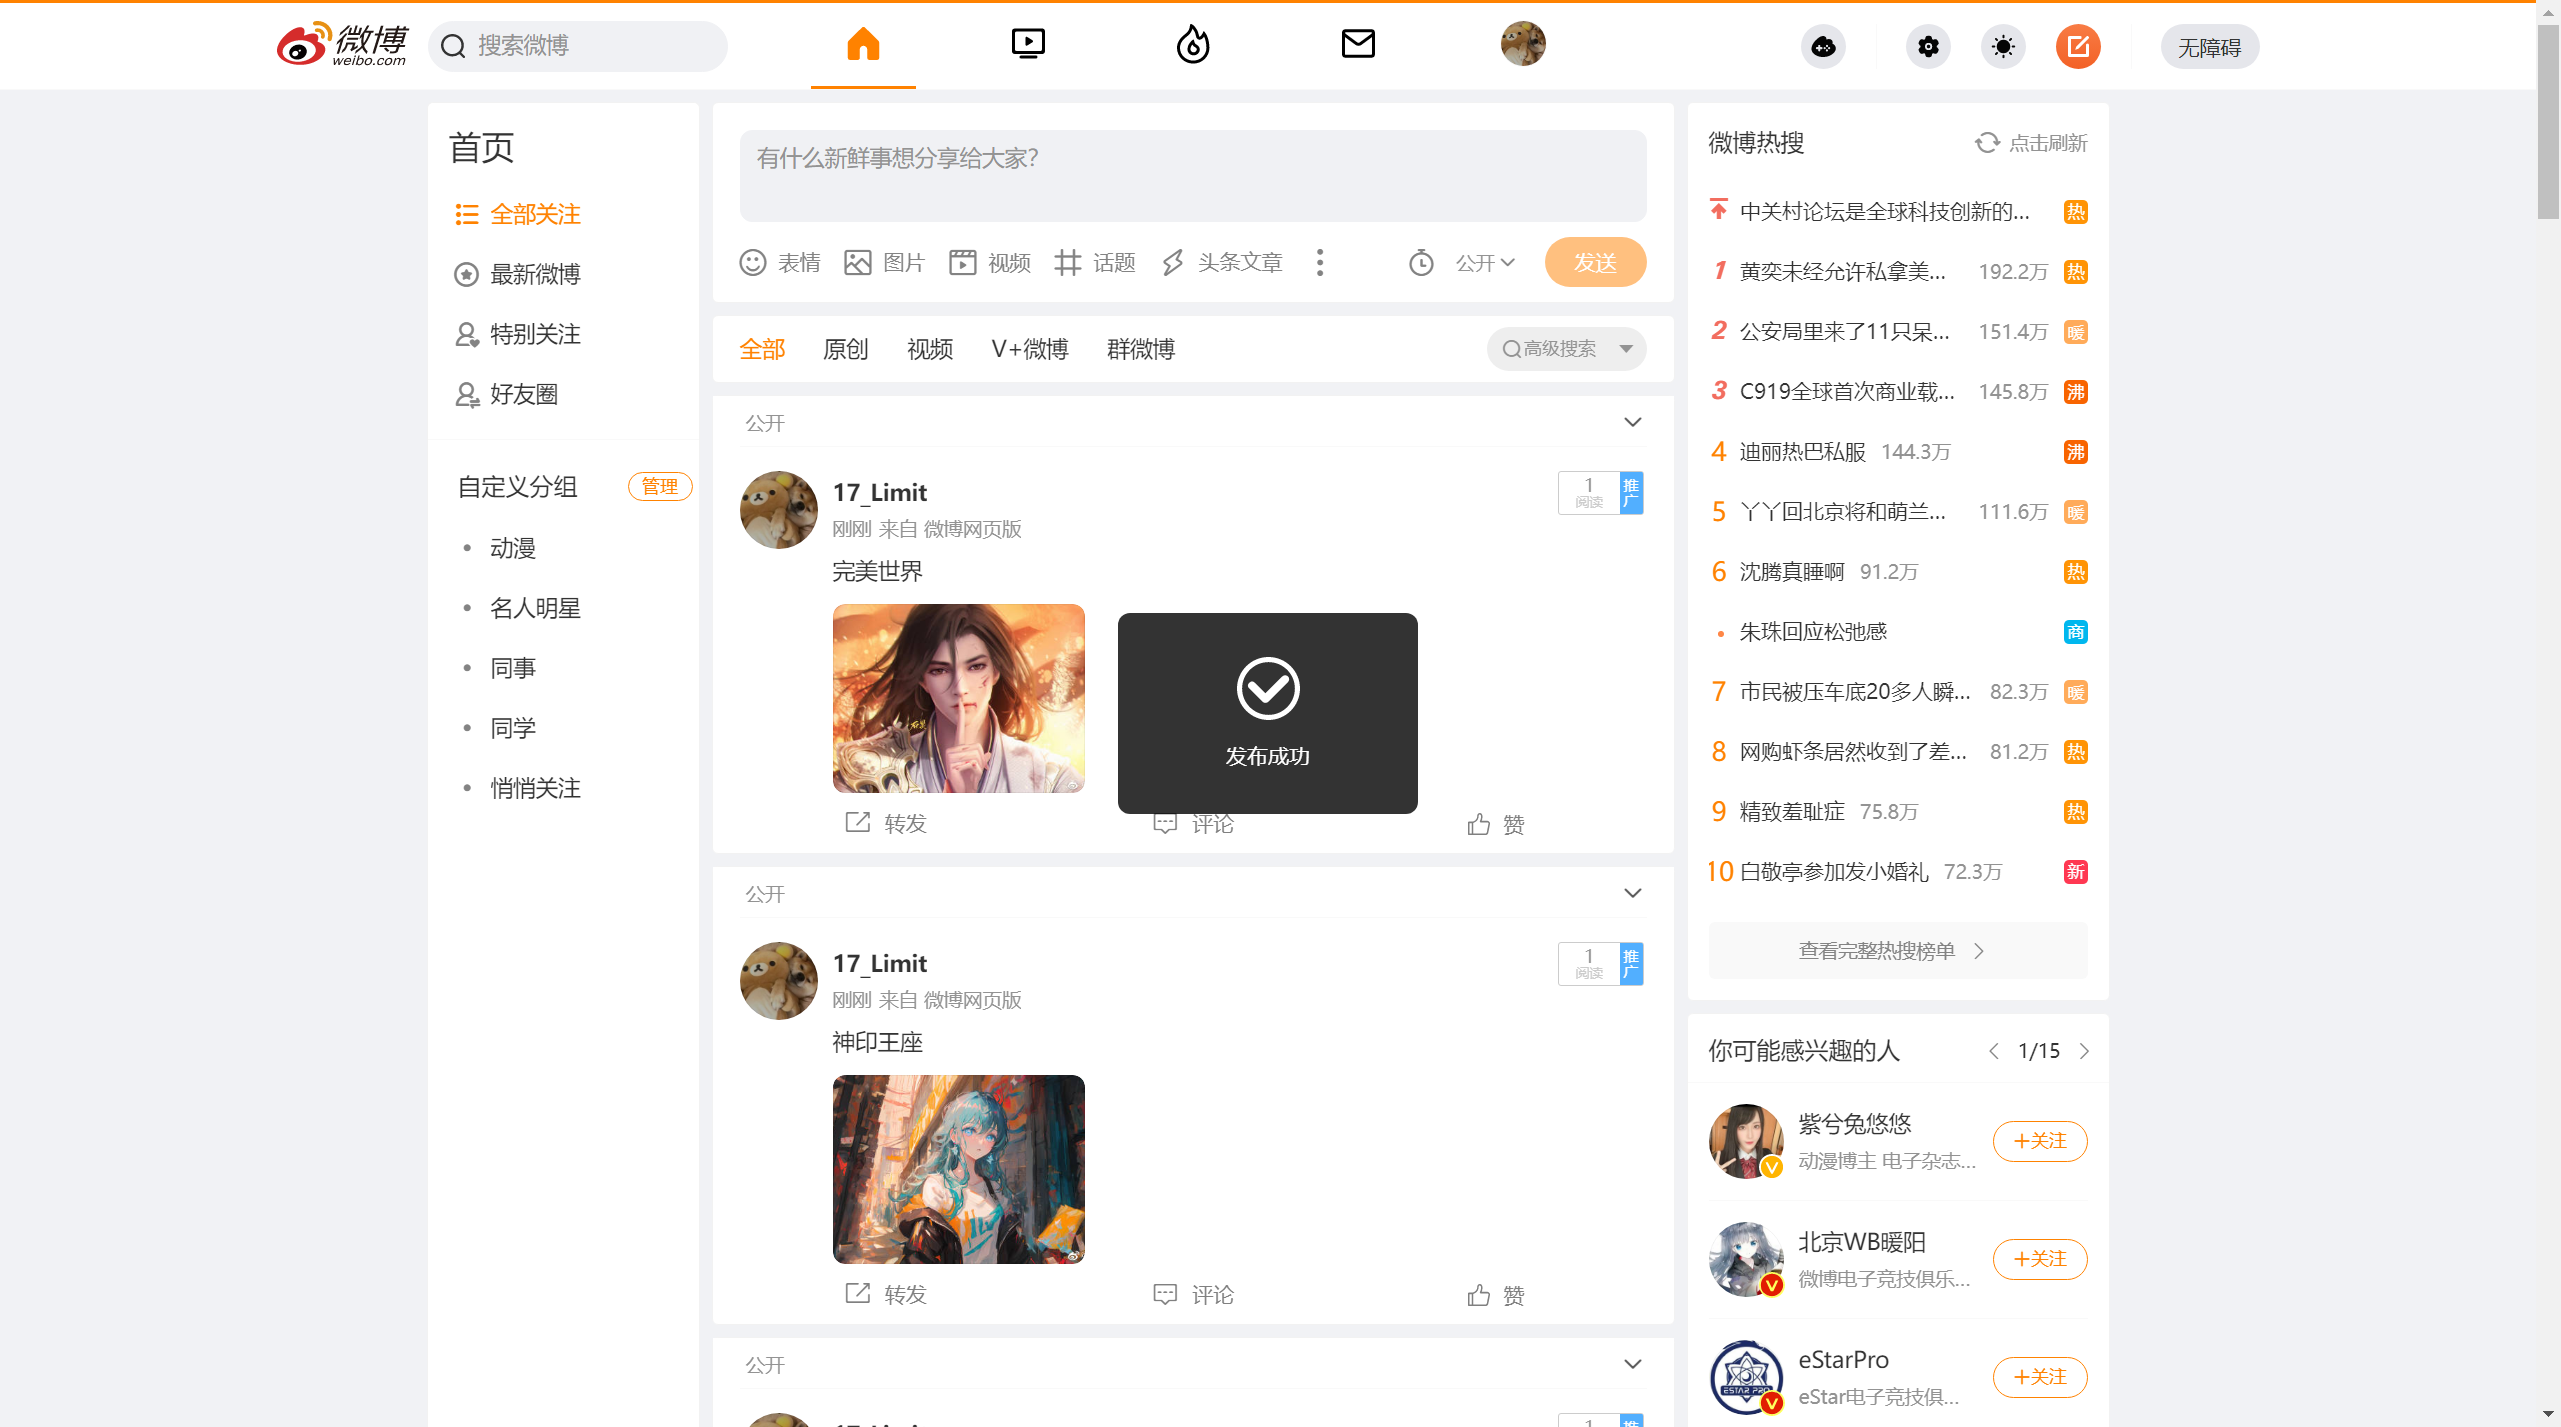 微博
weibo.com
搜索微博
无障碍
首页
全部关注
最新微博
特别关注
好友圈
自定义分组
管理
动漫
名人明星
同事
同学
悄悄关注
有什么新鲜事想分享给大家?
表情
图片
视频
话题
头条文章
公开
发送
全部
原创
视频
V+微博
群微博
高级搜索
公开
17_Limit
刚刚 来自 微博网页版
1
阅读
推广
完美世界
发布成功
转发
评论
赞
公开
17_Limit
刚刚 来自 微博网页版
1
阅读
推广
神印王座
转发
评论
赞
公开
微博热搜
点击刷新
中关村论坛是全球科技创新的... 热
1 黄奕未经允许私拿美... 192.2万 热
2 公安局里来了11只呆... 151.4万 暖
3 C919全球首次商业载... 145.8万 沸
4 迪丽热巴私服 144.3万 沸
5 丫丫回北京将和萌兰... 111.6万 暖
6 沈腾真睡啊 91.2万 热
朱珠回应松弛感 商
7 市民被压车底20多人瞬... 82.3万 暖
8 网购虾条居然收到了差... 81.2万 热
9 精致羞耻症 75.8万 热
10 白敬亭参加发小婚礼 72.3万 新
查看完整热搜榜单
你可能感兴趣的人
1/15
紫兮兔悠悠
动漫博主 电子杂志...
+关注
北京WB暖阳
微博电子竞技俱乐...
+关注
ESTAR PRO
eStarPro
eStar电子竞技俱...
+关注